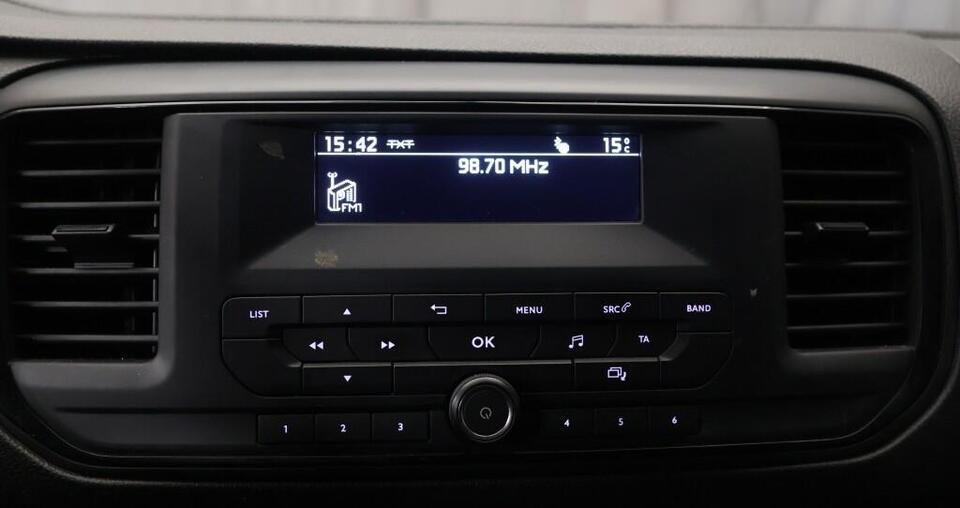 15:42 TXT 15°C
98.70 MHz
FM1
LIST MENU SRC BAND
OK TA
1 2 3 4 5 6